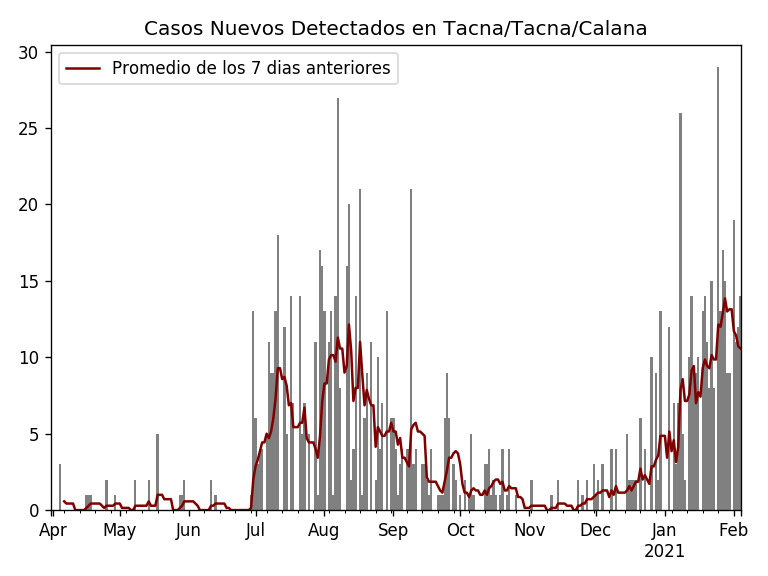 Casos Nuevos Detectados en Tacna/Tacna/Calana
Promedio de los 7 dias anteriores
30
25
20
15
10
5
0
Apr May Jun Jul Aug Sep Oct Nov Dec Jan Feb
2021